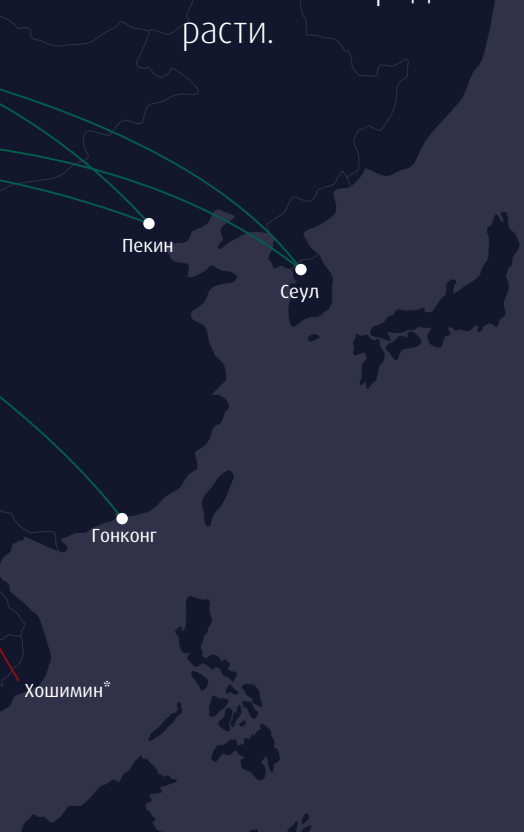 расти.
Пекин
Сеул
Гонконг
Хошимин*